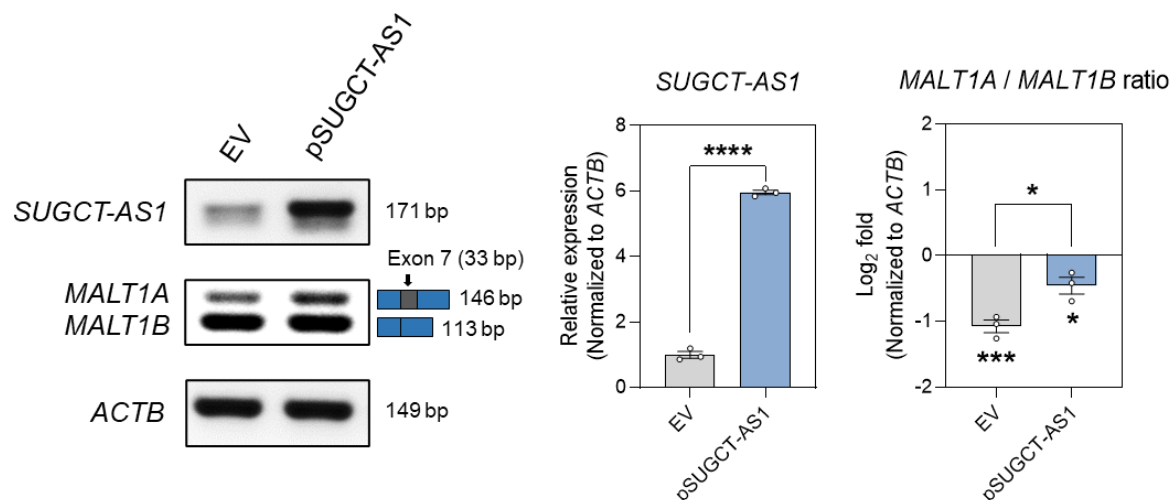 EV
pSUGCT-AS1
SUGCT-AS1
171 bp
Exon 7 (33 bp)
MALT1A
146 bp
MALT1B
113 bp
ACTB
149 bp
SUGCT-AS1
Relative expression
(Normalized to ACTB)
8
6
4
2
0
****
EV
pSUGCT-AS1
MALT1A / MALT1B ratio
Log₂ fold
(Normalized to ACTB)
2
1
0
-1
-2
*
***
*
EV
pSUGCT-AS1